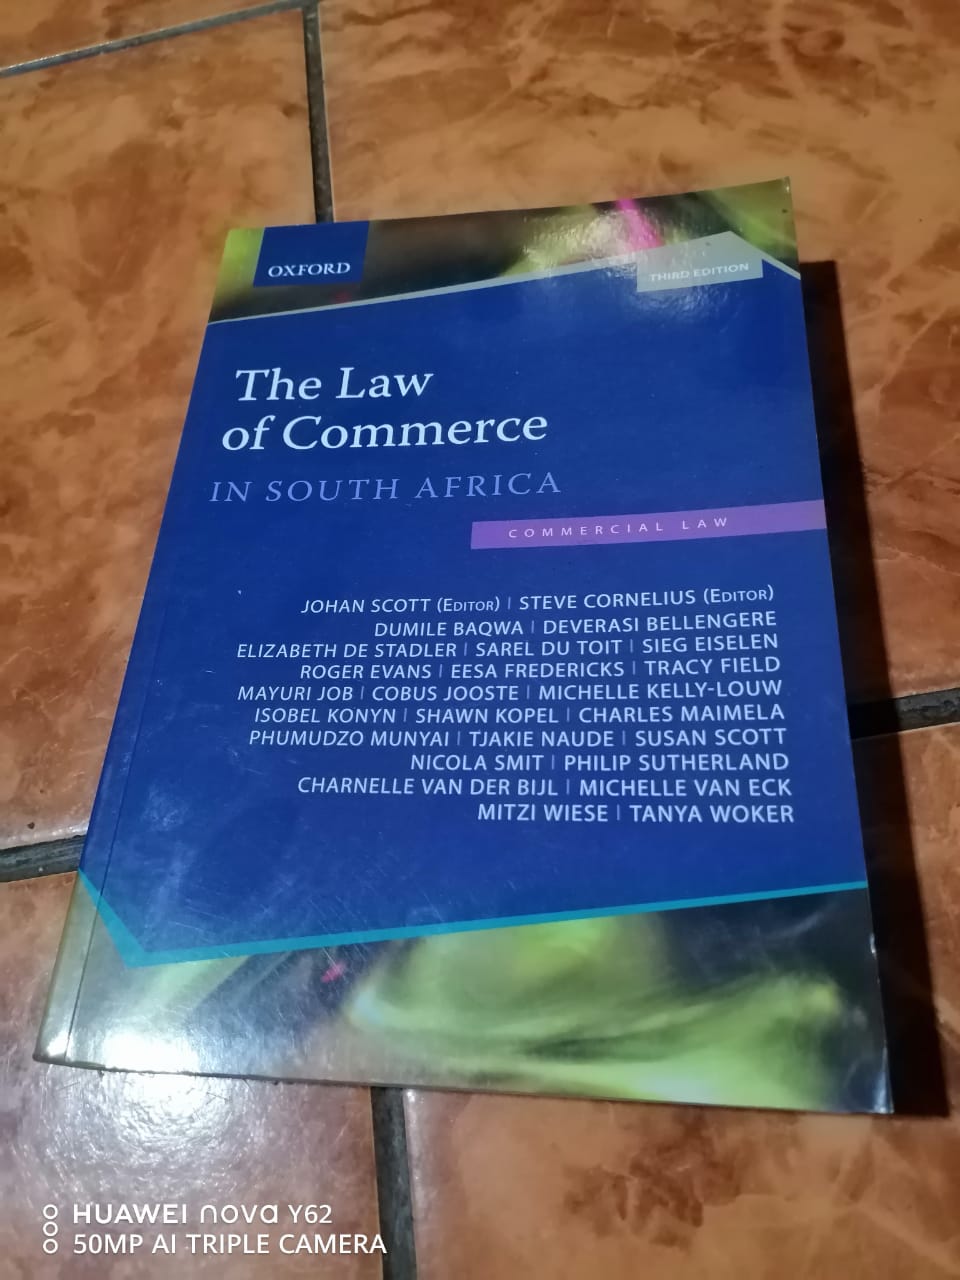 OXFORD
THIRD EDITION
The Law
of Commerce
IN SOUTH AFRICA
COMMERCIAL LAW
JOHAN SCOTT (EDITOR) | STEVE CORNELIUS (EDITOR)
DUMILE BAQWA | DEVERASI BELLENGERE
ELIZABETH DE STADLER | SAREL DU TOIT | SIEG EISELEN
ROGER EVANS | EESA FREDERICKS | TRACY FIELD
MAYURI JOB | COBUS JOOSTE | MICHELLE KELLY-LOUW
ISOBEL KONYN | SHAWN KOPEL | CHARLES MAIMELA
PHUMUDZO MUNYAI | TJAKIE NAUDE | SUSAN SCOTT
NICOLA SMIT | PHILIP SUTHERLAND
CHARNELLE VAN DER BIJL | MICHELLE VAN ECK
MITZI WIESE | TANYA WOKER
HUAWEI nova Y62
50MP AI TRIPLE CAMERA